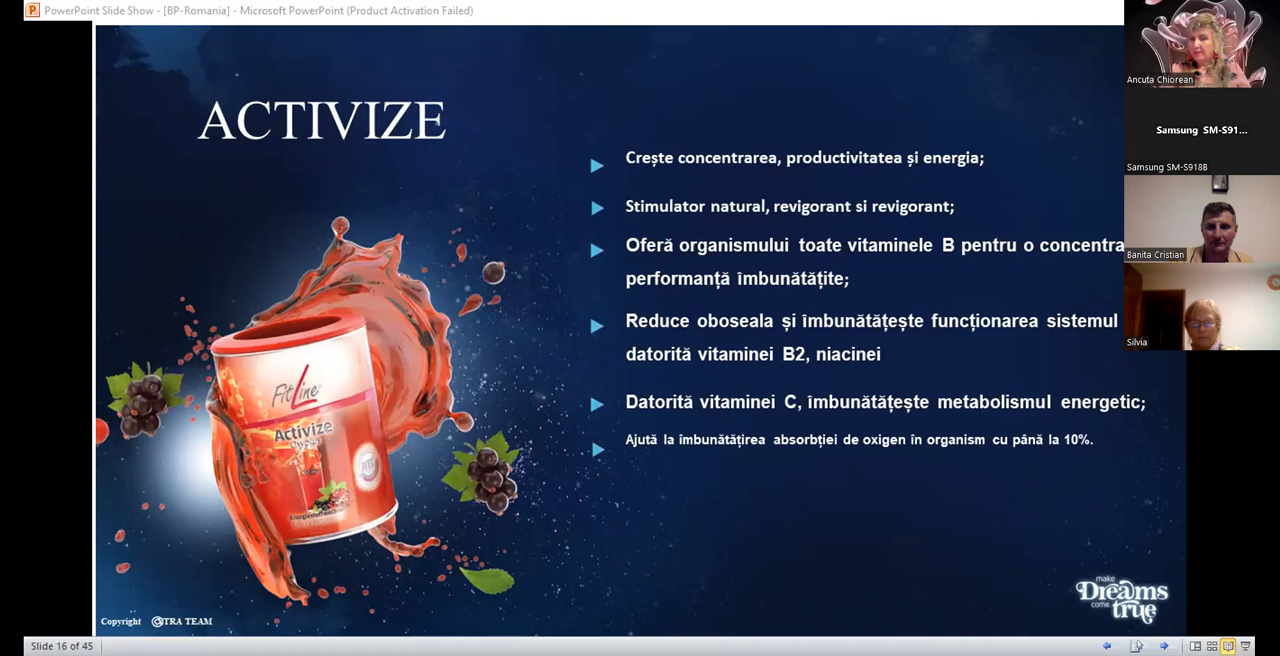 PowerPoint Slide Show - [BP-Romania] - Microsoft PowerPoint (Product Activation Failed)
ACTIVIZE
Crește concentrarea, productivitatea și energia;
Stimulator natural, revigorant si revigorant;
Oferă organismului toate vitaminele B pentru o concentra
performanță îmbunătățite;
Reduce oboseala și îmbunătățește funcționarea sistemul
datorită vitaminei B2, niacinei
Datorită vitaminei C, îmbunătățește metabolismul energetic;
Ajută la îmbunătățirea absorbției de oxigen în organism cu până la 10%.
FitLine
Activize
Oxyplus
make
Dreams
come
true
Copyright ©TRA TEAM
Slide 16 of 45
Ancuta Chiorean
Samsung SM-S91...
Samsung SM-S918B
Banita Cristian
Silvia